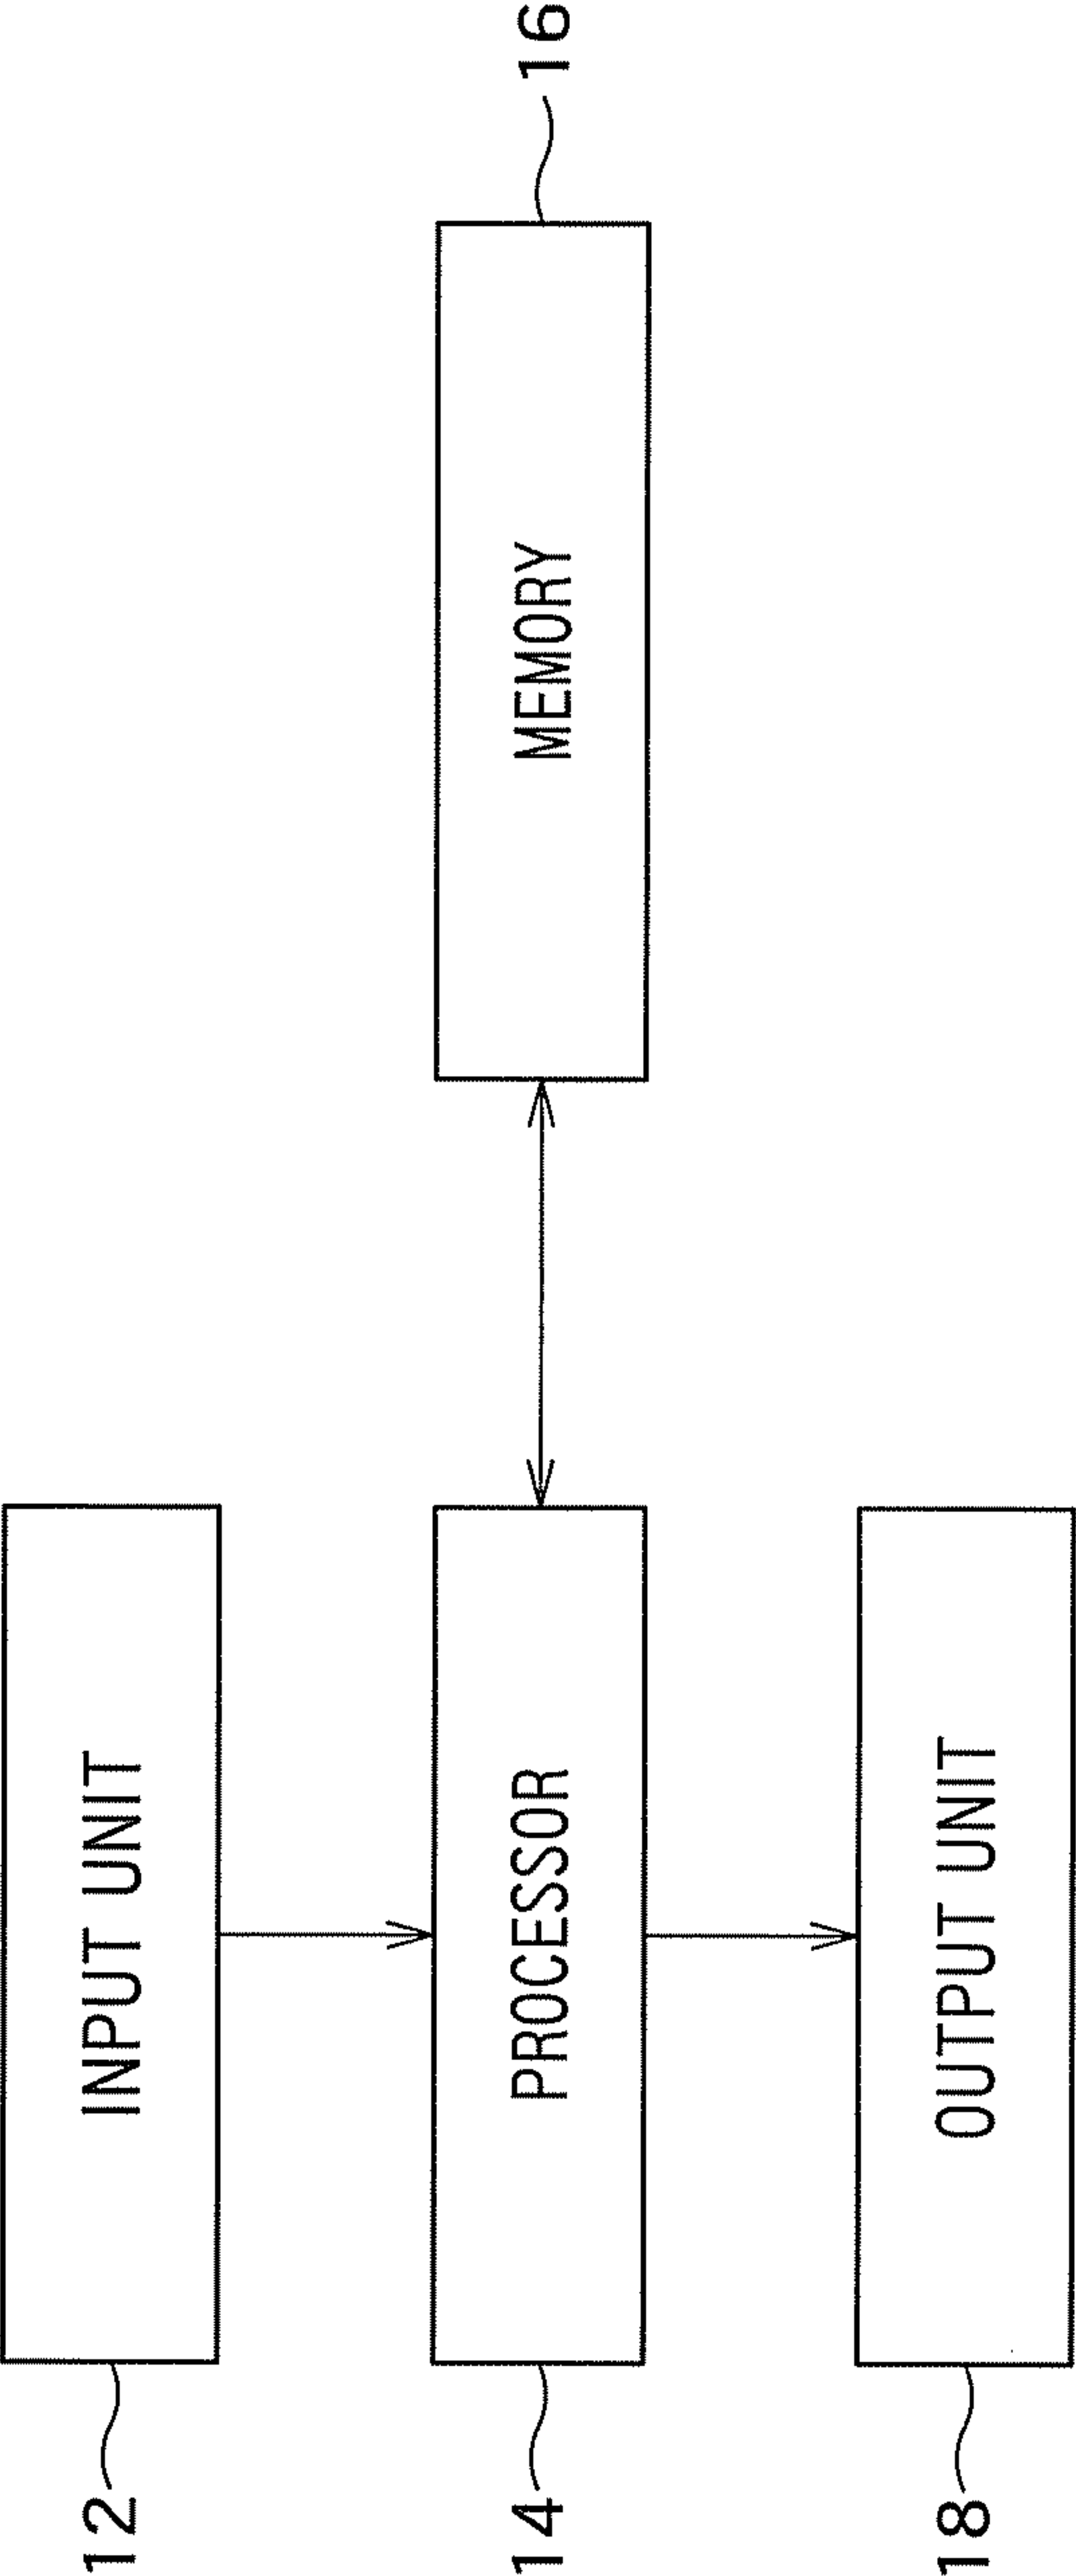 12
INPUT UNIT
14
PROCESSOR
MEMORY
16
18
OUTPUT UNIT